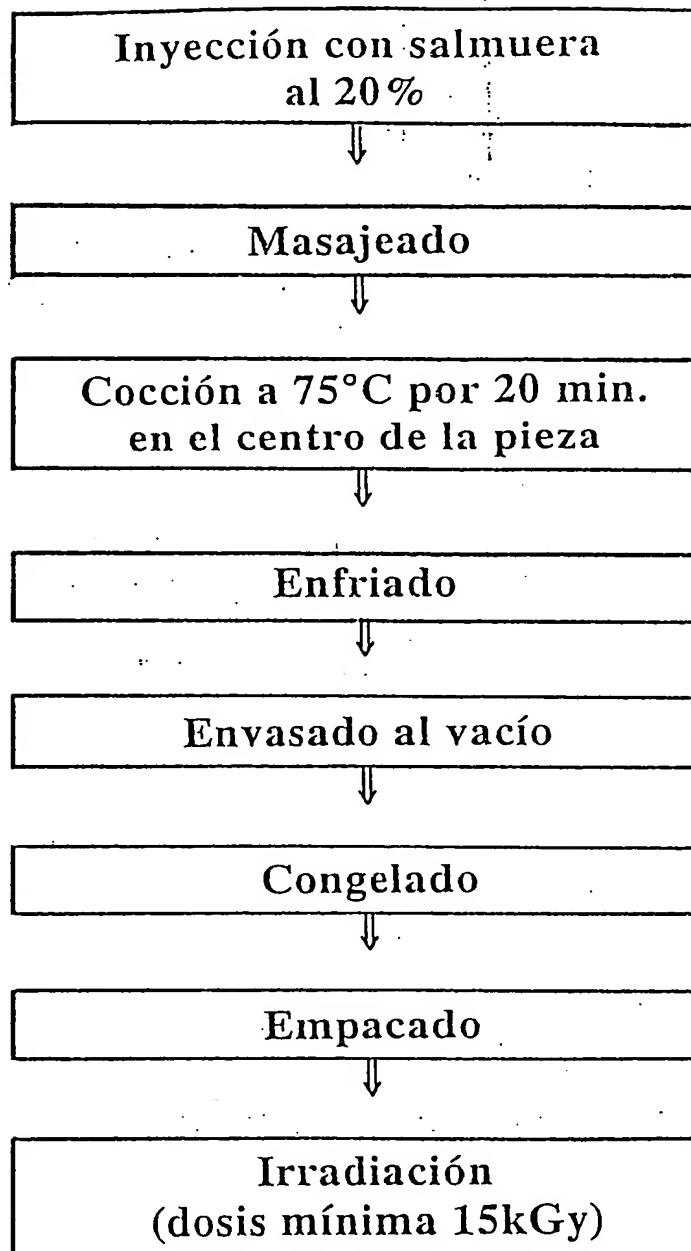 Inyección con salmuera
al 20%
Masajeado
Cocción a 75°C por 20 min.
en el centro de la pieza
Enfriado
Envasado al vacío
Congelado
Empacado
Irradiación
(dosis mínima 15kGy)